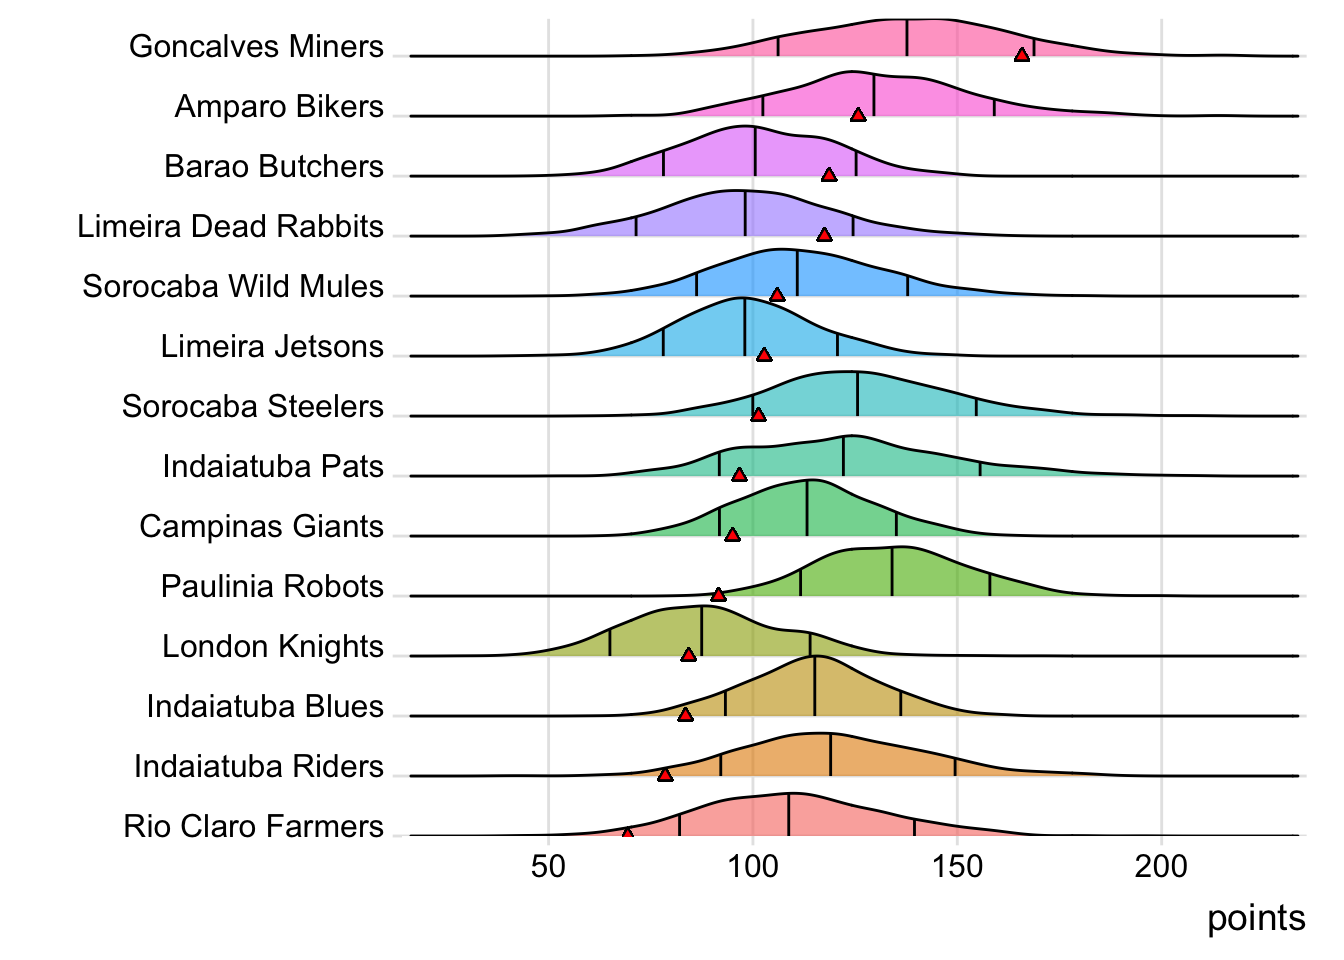 Goncalves Miners
Amparo Bikers
Barao Butchers
Limeira Dead Rabbits
Sorocaba Wild Mules
Limeira Jetsons
Sorocaba Steelers
Indaiatuba Pats
Campinas Giants
Paulinia Robots
London Knights
Indaiatuba Blues
Indaiatuba Riders
Rio Claro Farmers
50 100 150 200
points